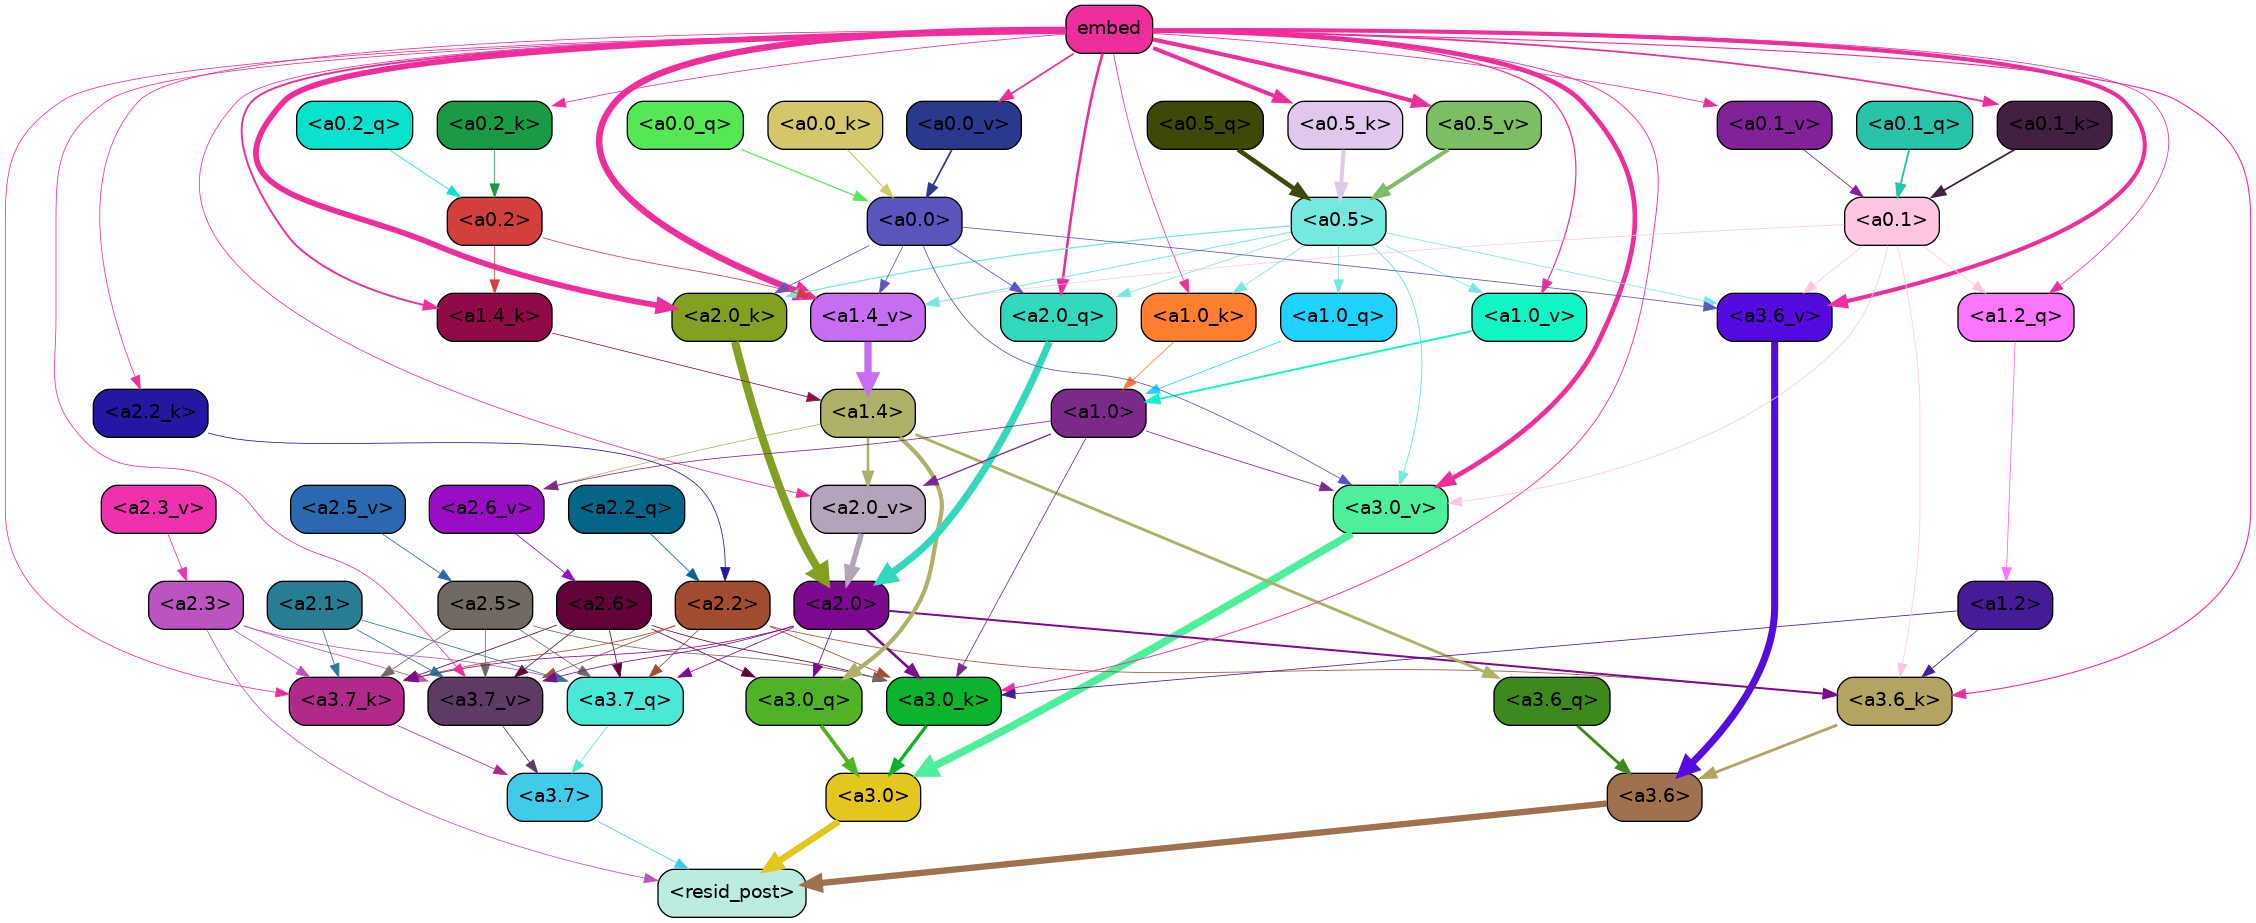 embed
<a0.2_q> <a0.2_k> <a0.0_q> <a0.0_k> <a0.0_v> <a0.5_q> <a0.5_k> <a0.5_v> <a0.1_v> <a0.1_q> <a0.1_k>
<a0.2> <a0.0> <a0.5> <a0.1>
<a1.4_k> <a2.0_k> <a1.4_v> <a2.0_q> <a1.0_k> <a1.0_q> <a1.0_v> <a3.6_v> <a1.2_q>
<a2.2_k> <a1.4> <a1.0>
<a2.3_v> <a2.5_v> <a2.6_v> <a2.2_q> <a2.0_v> <a3.0_v>
<a2.3> <a2.1> <a2.5> <a2.6> <a2.2> <a2.0> <a1.2>
<a3.7_k> <a3.7_v> <a3.7_q> <a3.0_q> <a3.0_k> <a3.6_q> <a3.6_k>
<a3.7> <a3.0> <a3.6>
<resid_post>